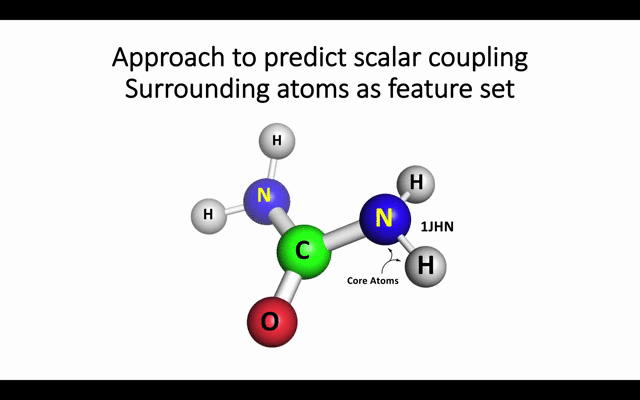 Approach to predict scalar coupling
Surrounding atoms as feature set
H
H
N
H
N
1JHN
C
H
Core Atoms
O